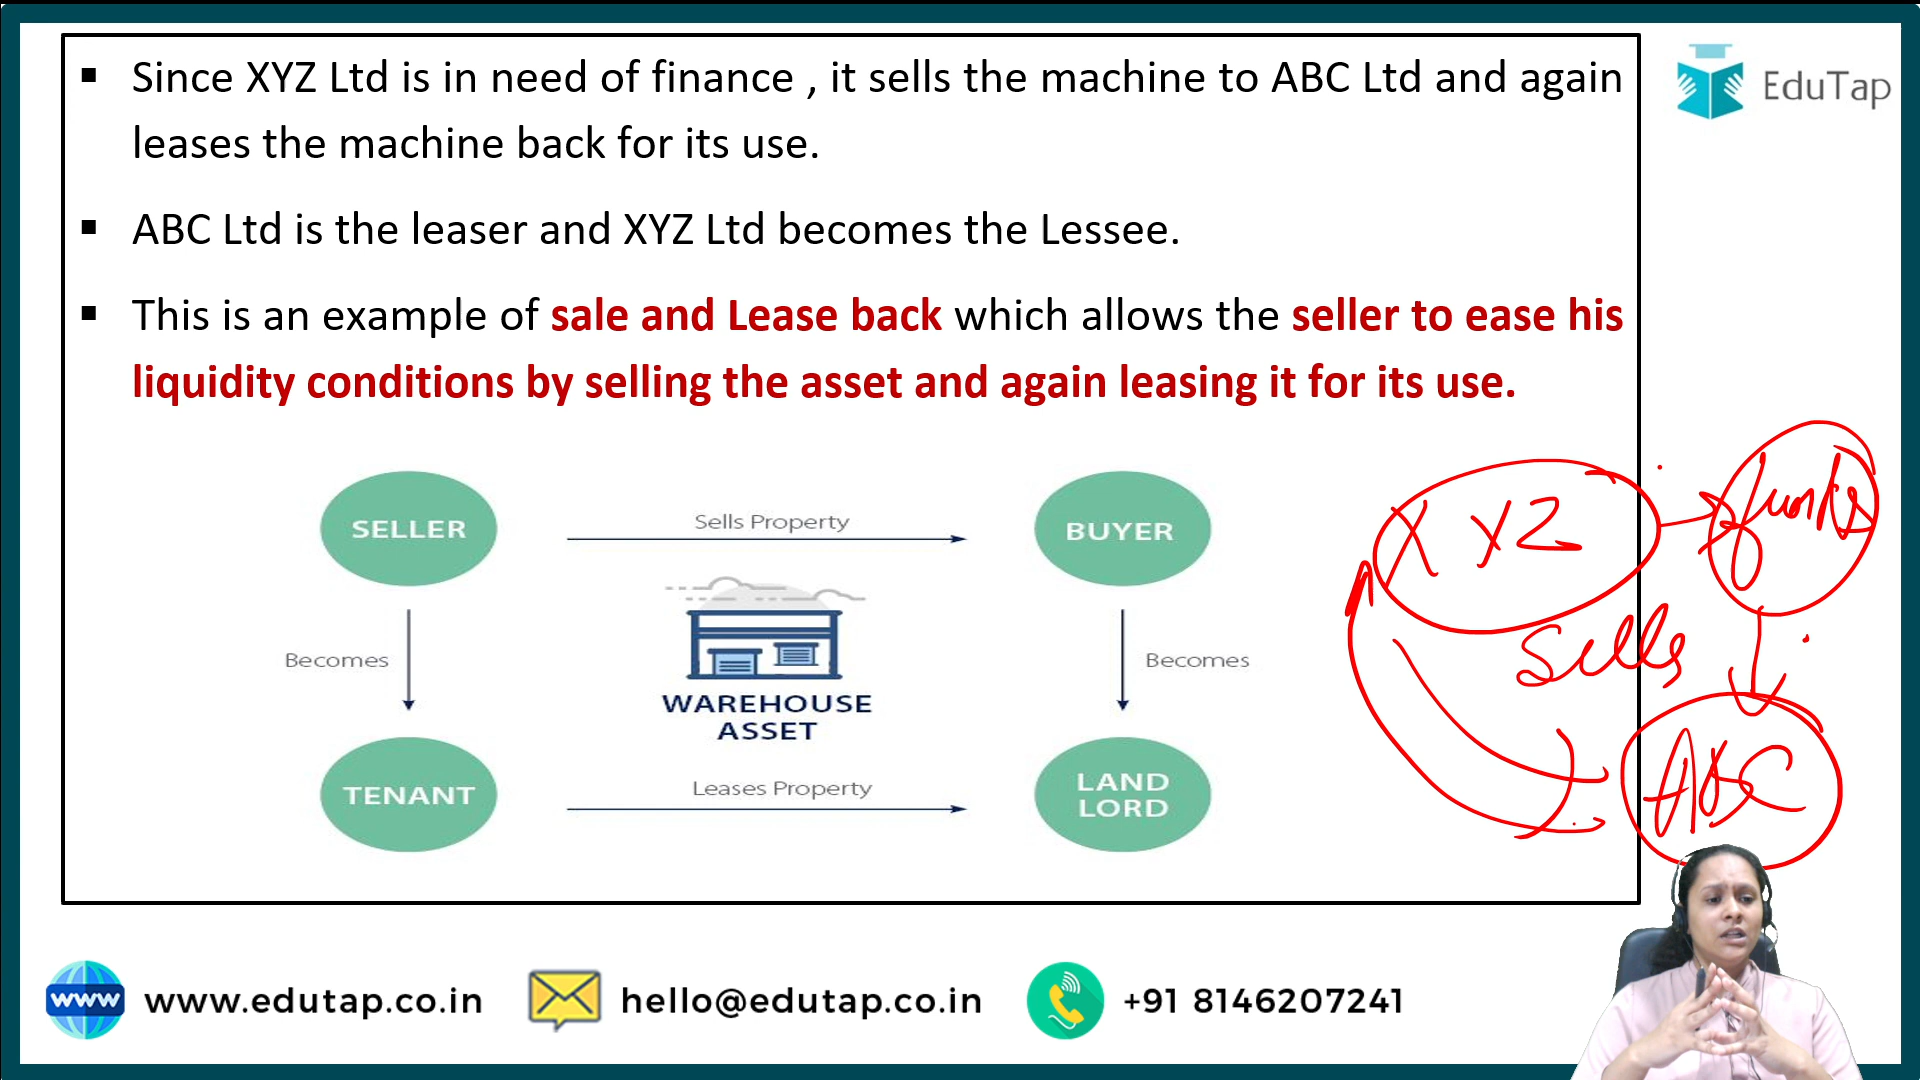 Since XYZ Ltd is in need of finance , it sells the machine to ABC Ltd and again
leases the machine back for its use.
ABC Ltd is the leaser and XYZ Ltd becomes the Lessee.
This is an example of sale and Lease back which allows the seller to ease his
liquidity conditions by selling the asset and again leasing it for its use.
EduTap
SELLER
Sells Property
BUYER
Becomes
WAREHOUSE
ASSET
Becomes
TENANT
Leases Property
LAND
LORD
XYZ
funds
Sells
ABC
www
www.edutap.co.in
hello@edutap.co.in
+91 8146207241